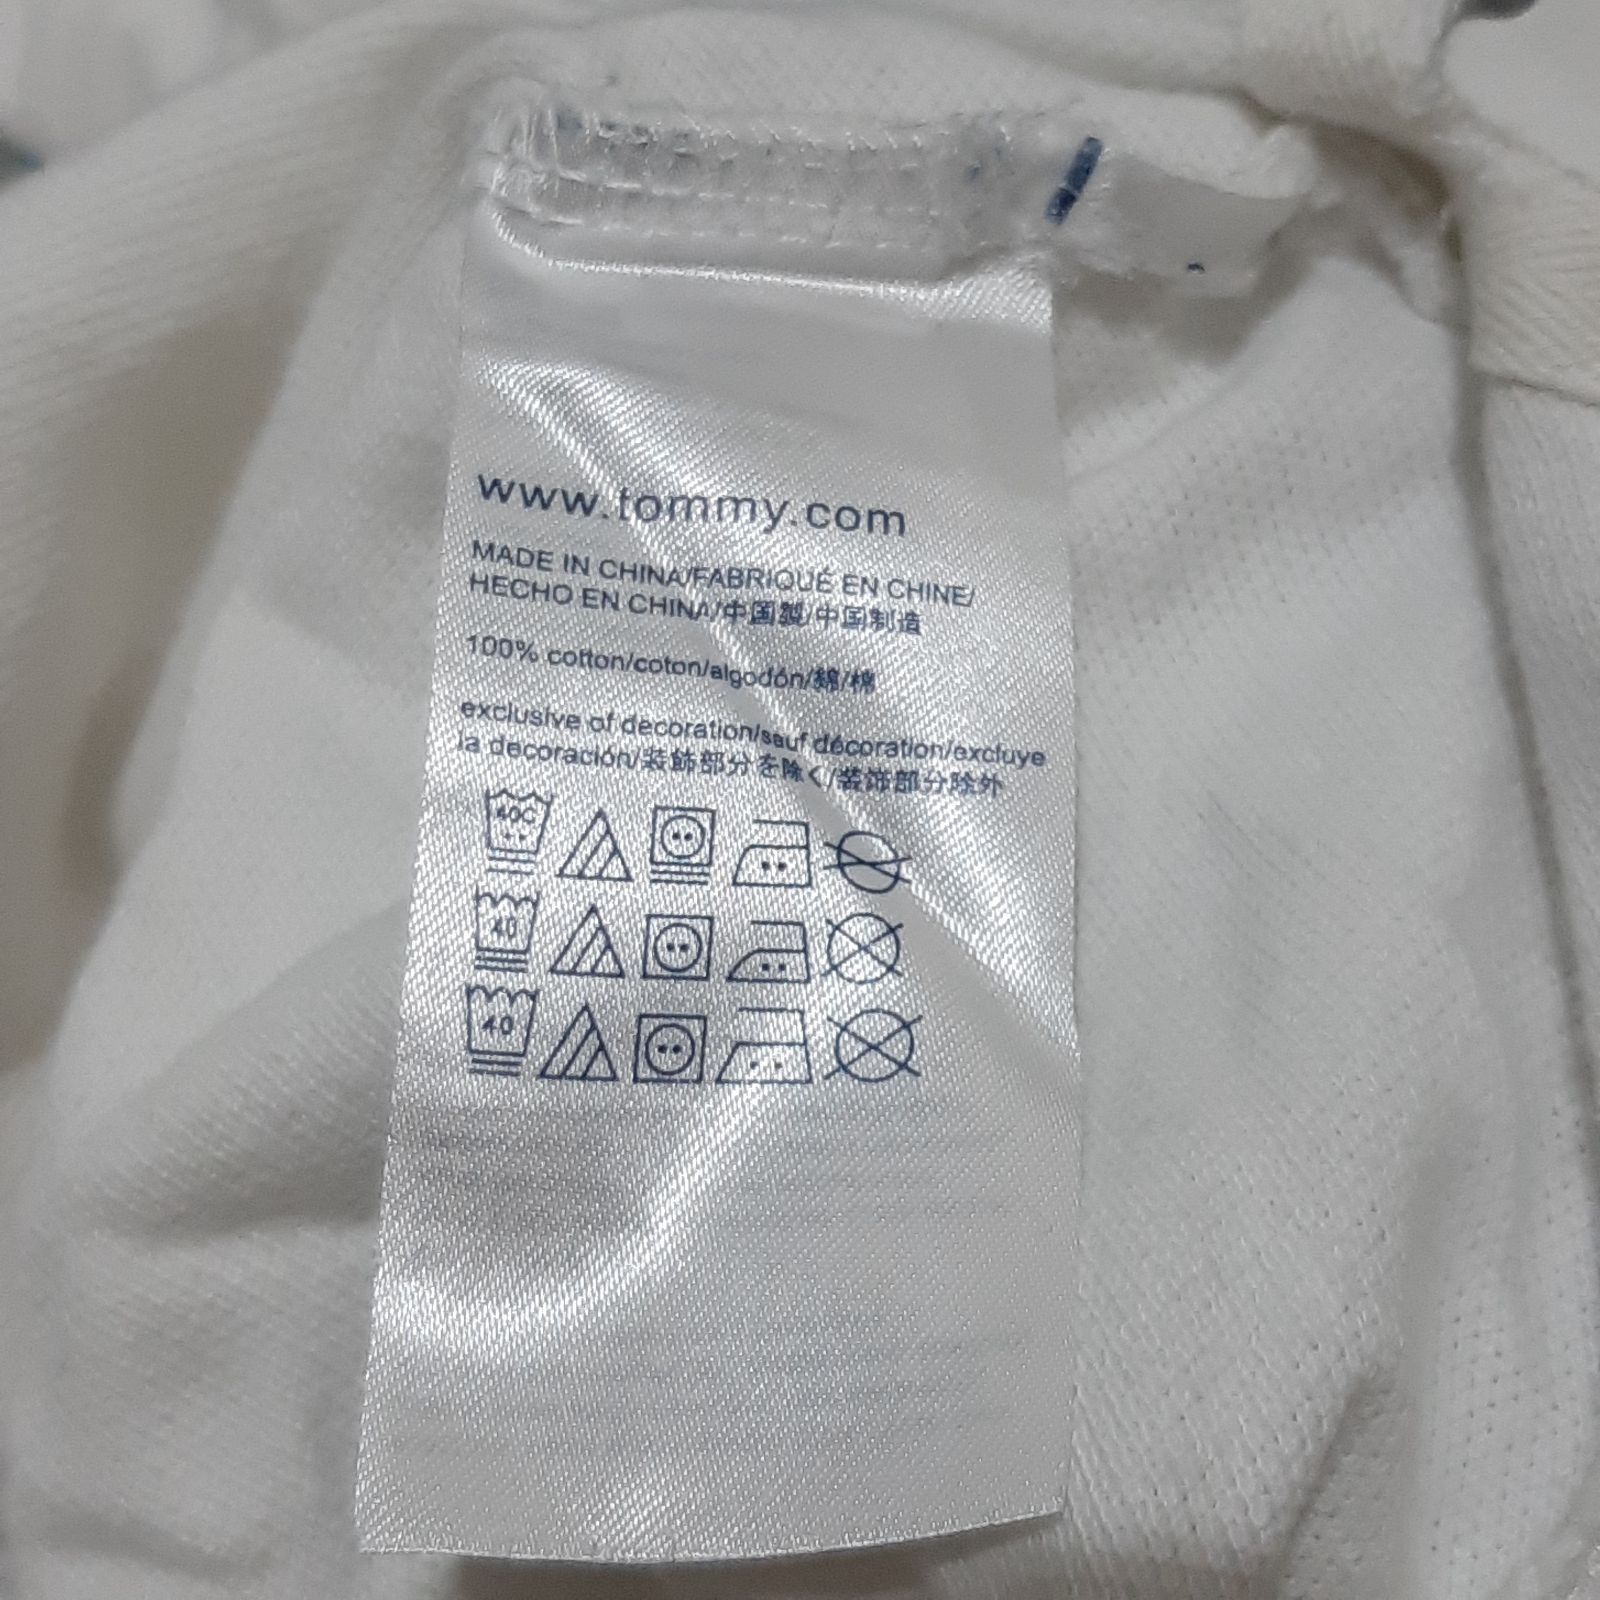 www.tommy.com
MADE IN CHINA/FABRIQUÉ EN CHINE/
HECHO EN CHINA/中国製/中国制造
100% cotton/coton/algodón/綿/棉
exclusive of decoration/sauf décoration/excluye
la decoración/装飾部分を除く/装饰部分除外
40C
40
40